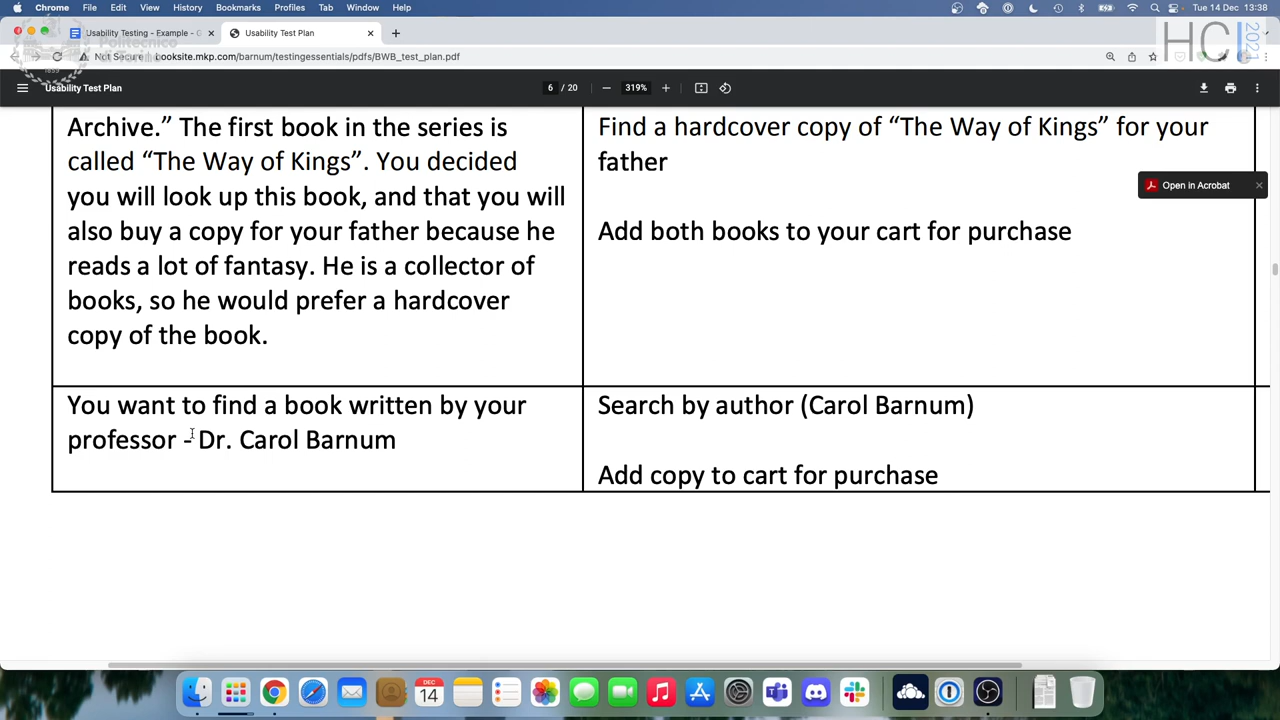 Chrome File Edit View History Bookmarks Profiles Tab Window Help
Tue 14 Dec 13:38
Usability Testing - Example - G
Usability Test Plan
Politecnico
Not Secure
booksite.mkp.com/barnum/testingessentials/pdfs/BWB_test_plan.pdf
1859
HCI 2021
Usability Test Plan
6 / 20
319%
Open in Acrobat
Archive.” The first book in the series is
called “The Way of Kings”. You decided
you will look up this book, and that you will
also buy a copy for your father because he
reads a lot of fantasy. He is a collector of
books, so he would prefer a hardcover
copy of the book.
Find a hardcover copy of “The Way of Kings” for your
father
Add both books to your cart for purchase
You want to find a book written by your
professor - Dr. Carol Barnum
Search by author (Carol Barnum)
Add copy to cart for purchase
DEC
14